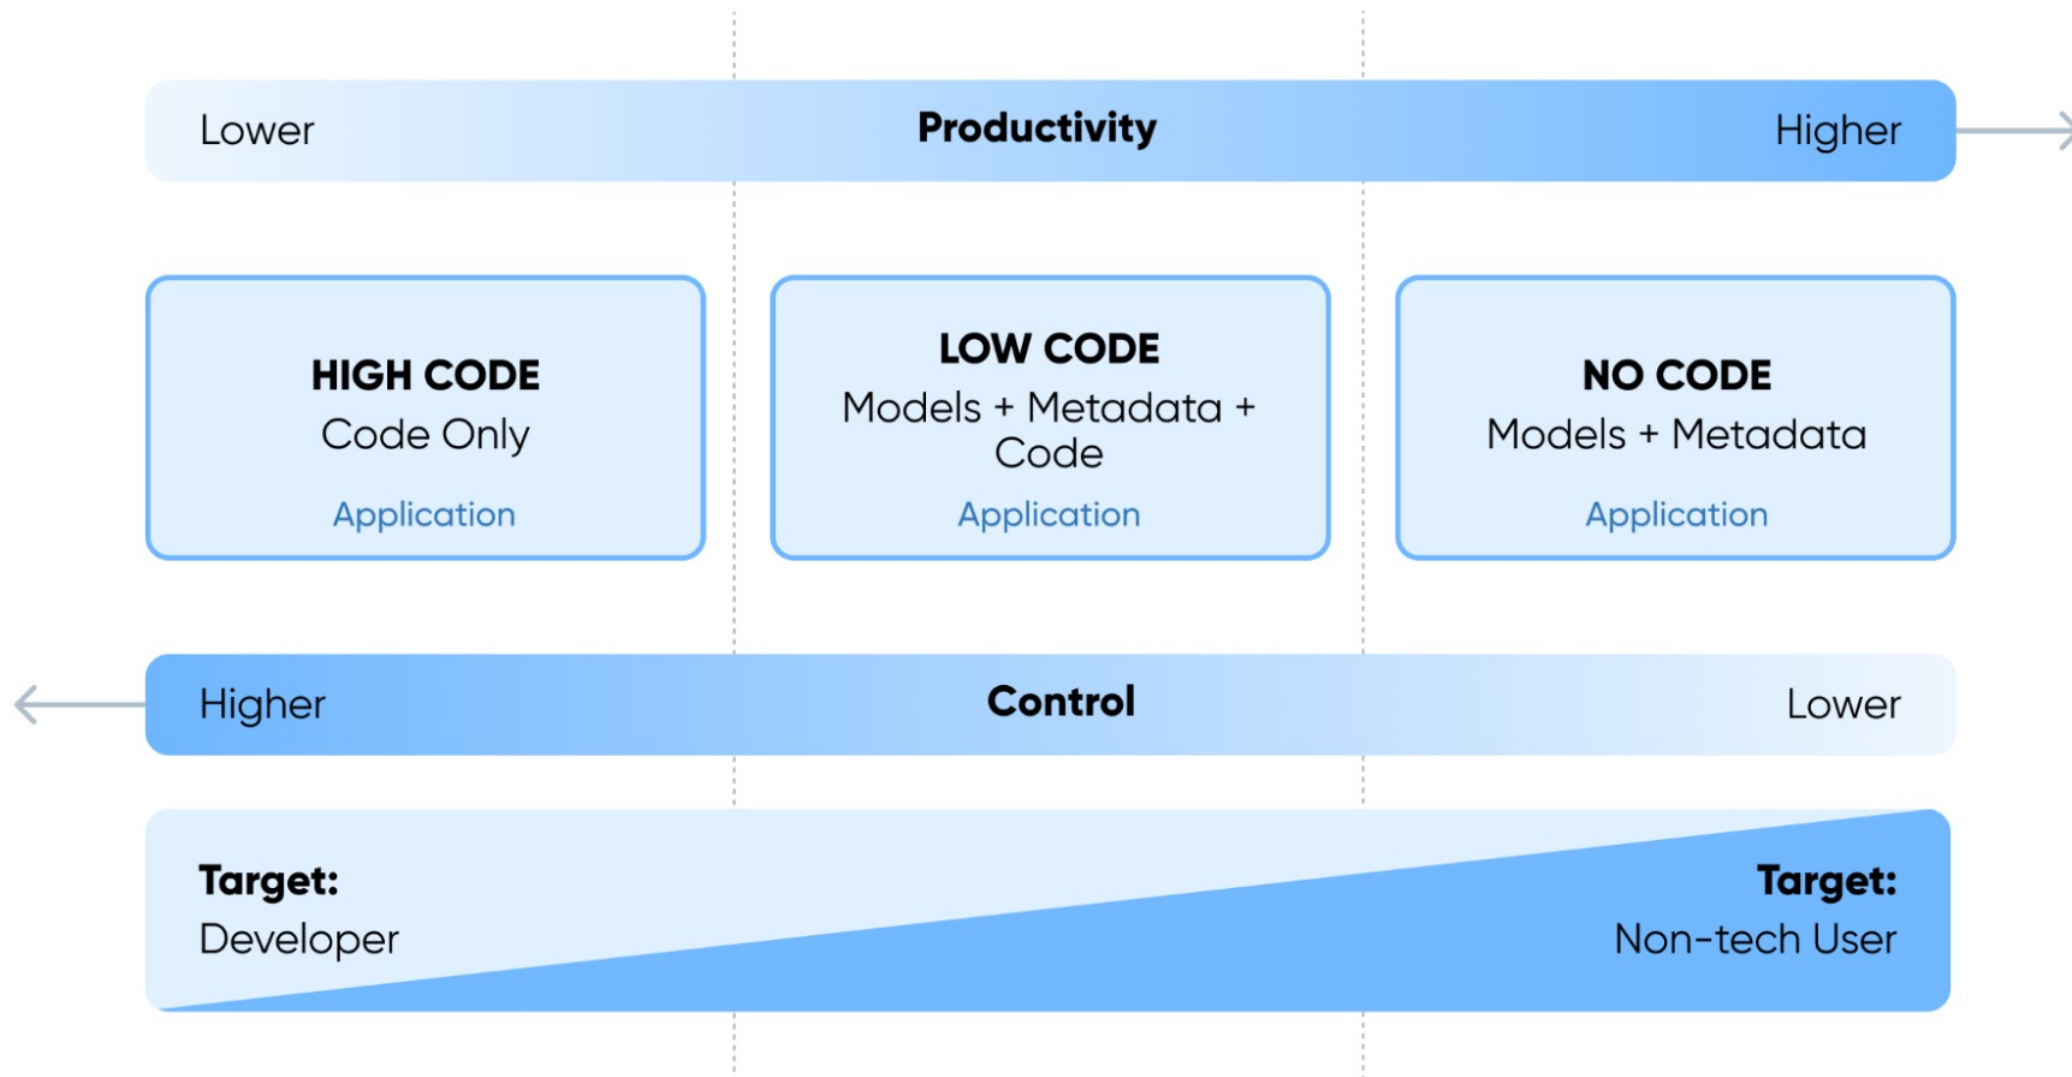 Lower
Productivity
Higher
HIGH CODE
Code Only
Application
LOW CODE
Models + Metadata +
Code
Application
NO CODE
Models + Metadata
Application
Higher
Control
Lower
Target:
Developer
Target:
Non-tech User